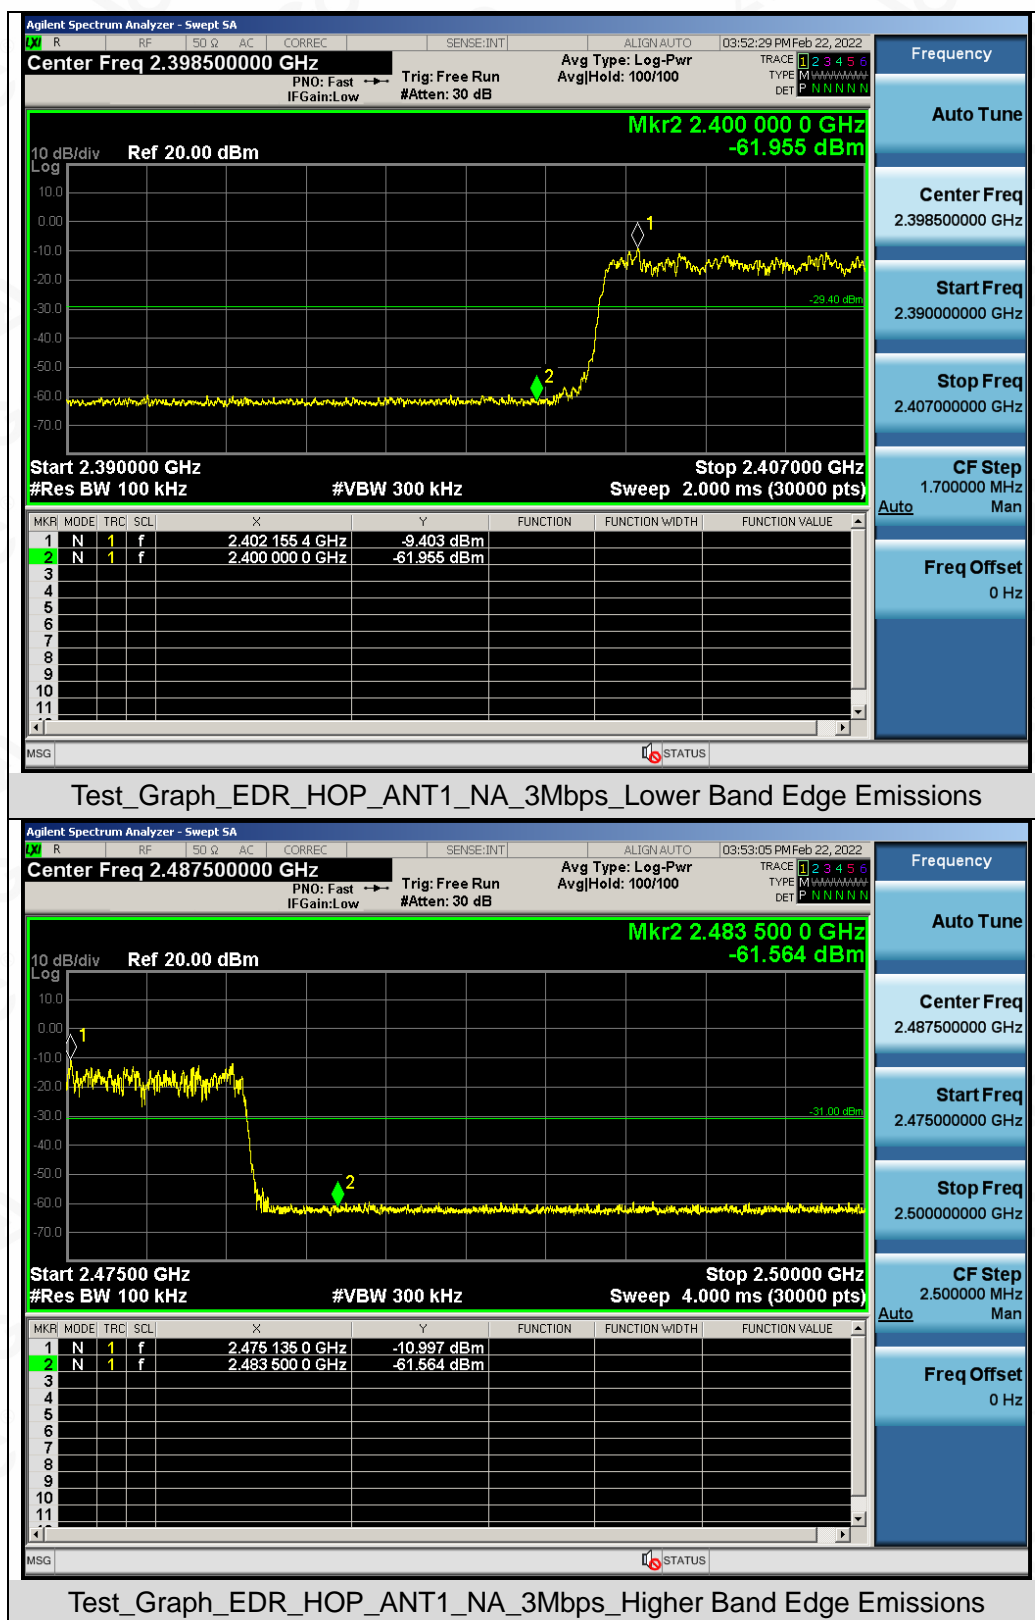 Agilent Spectrum Analyzer - Swept SA
LXI R RF 50 Ω AC CORREC SENSE:INT ALIGN AUTO 03:52:29 PM Feb 22, 2022
Center Freq 2.398500000 GHz
PNO: Fast
IFGain:Low
Trig: Free Run
#Atten: 30 dB
Avg Type: Log-Pwr
Avg|Hold: 100/100
TRACE 1 2 3 4 5 6
TYPE M WWWWW
DET P N N N N N
Mkr2 2.400 000 0 GHz
-61.955 dBm
10 dB/div Ref 20.00 dBm
Log
10.0
0.00
-10.0
-20.0
-30.0
-40.0
-50.0
-60.0
-70.0
1
2
-29.40 dBm
Start 2.390000 GHz Stop 2.407000 GHz
#Res BW 100 kHz #VBW 300 kHz Sweep 2.000 ms (30000 pts)
MKR MODE TRC SCL X Y FUNCTION FUNCTION WIDTH FUNCTION VALUE
1 N 1 f 2.402 155 4 GHz -9.403 dBm
2 N 1 f 2.400 000 0 GHz -61.955 dBm
3
4
5
6
7
8
9
10
11
MSG STATUS
Frequency
Auto Tune
Center Freq
2.398500000 GHz
Start Freq
2.390000000 GHz
Stop Freq
2.407000000 GHz
CF Step
1.700000 MHz
Auto Man
Freq Offset
0 Hz
Test_Graph_EDR_HOP_ANT1_NA_3Mbps_Lower Band Edge Emissions
Agilent Spectrum Analyzer - Swept SA
LXI R RF 50 Ω AC CORREC SENSE:INT ALIGN AUTO 03:53:05 PM Feb 22, 2022
Center Freq 2.487500000 GHz
PNO: Fast
IFGain:Low
Trig: Free Run
#Atten: 30 dB
Avg Type: Log-Pwr
Avg|Hold: 100/100
TRACE 1 2 3 4 5 6
TYPE M WWWWW
DET P N N N N N
Mkr2 2.483 500 0 GHz
-61.564 dBm
10 dB/div Ref 20.00 dBm
Log
10.0
0.00
-10.0
-20.0
-30.0
-40.0
-50.0
-60.0
-70.0
1
2
-31.00 dBm
Start 2.47500 GHz Stop 2.50000 GHz
#Res BW 100 kHz #VBW 300 kHz Sweep 4.000 ms (30000 pts)
MKR MODE TRC SCL X Y FUNCTION FUNCTION WIDTH FUNCTION VALUE
1 N 1 f 2.475 135 0 GHz -10.997 dBm
2 N 1 f 2.483 500 0 GHz -61.564 dBm
3
4
5
6
7
8
9
10
11
MSG STATUS
Frequency
Auto Tune
Center Freq
2.487500000 GHz
Start Freq
2.475000000 GHz
Stop Freq
2.500000000 GHz
CF Step
2.500000 MHz
Auto Man
Freq Offset
0 Hz
Test_Graph_EDR_HOP_ANT1_NA_3Mbps_Higher Band Edge Emissions